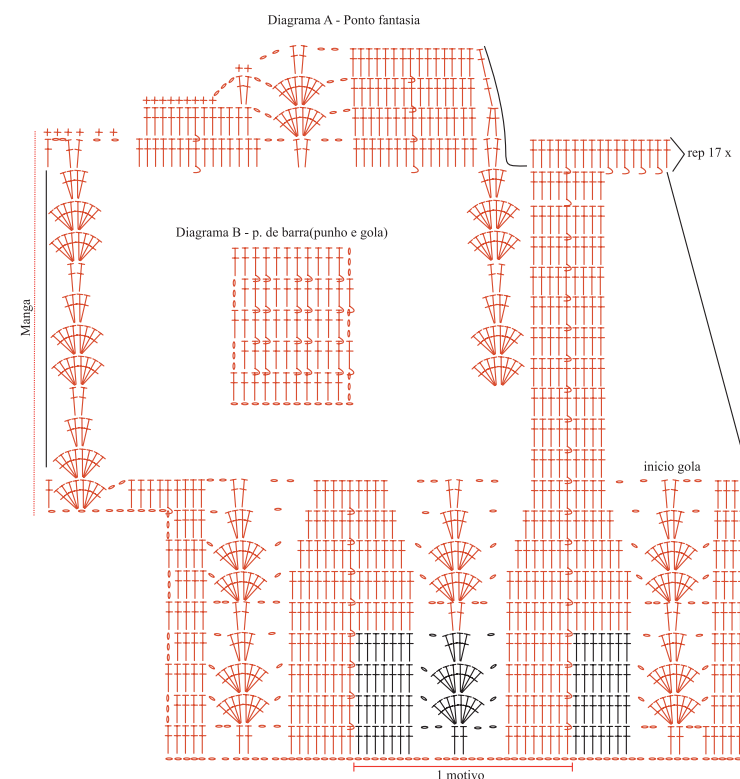 Diagrama A - Ponto fantasia
rep 17 x
Diagrama B - p. de barra(punho e gola)
Manga
inicio gola
1 motivo